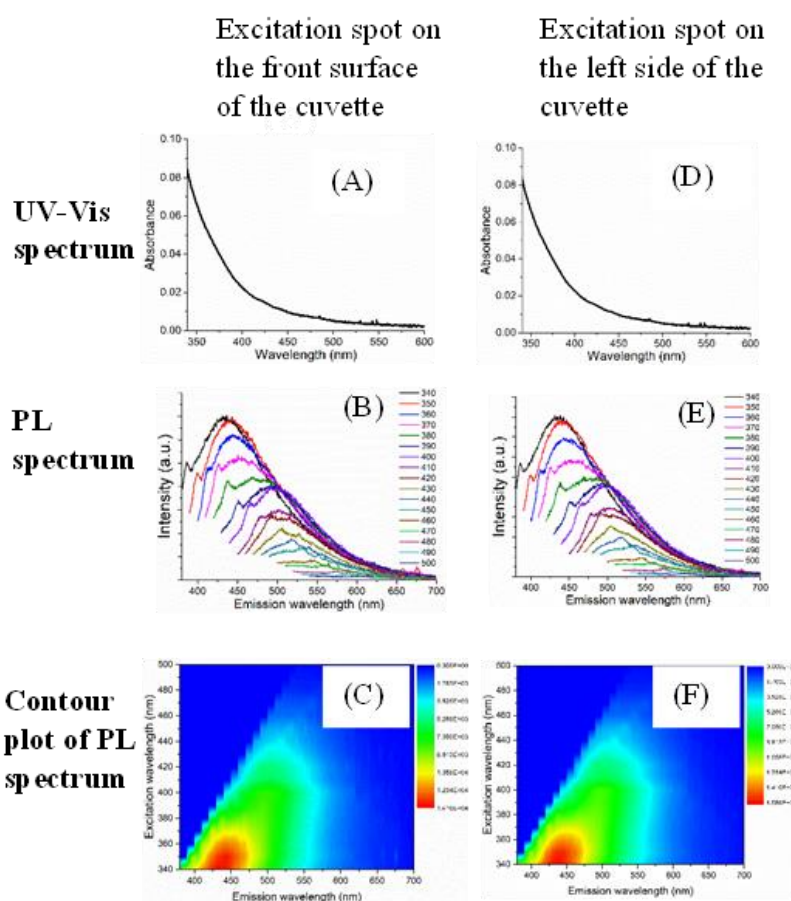 Excitation spot on
the front surface
of the cuvette
Excitation spot on
the left side of the
cuvette
UV-Vis
spectrum
(A)
Absorbance
0.10
0.08
0.06
0.04
0.02
0.00
350 400 450 500 550 600
Wavelength (nm)
(D)
Absorbance
0.10
0.08
0.06
0.04
0.02
0.00
350 400 450 500 550 600
Wavelength (nm)
PL
spectrum
(B)
Intensity (a.u.)
340
350
360
370
380
390
400
410
420
430
440
450
460
470
480
490
500
400 450 500 550 600 650 700
Emission wavelength (nm)
(E)
Intensity (a.u.)
340
350
360
370
380
390
400
410
420
430
440
450
460
470
480
490
500
400 450 500 550 600 650 700
Emission wavelength (nm)
Contour
plot of PL
spectrum
(C)
Excitation wavelength (nm)
500
480
460
440
420
400
380
360
340
400 450 500 550 600 650 700
Emission wavelength (nm)
(F)
Excitation wavelength (nm)
500
480
460
440
420
400
380
360
340
400 450 500 550 600 650 700
Emission wavelength (nm)